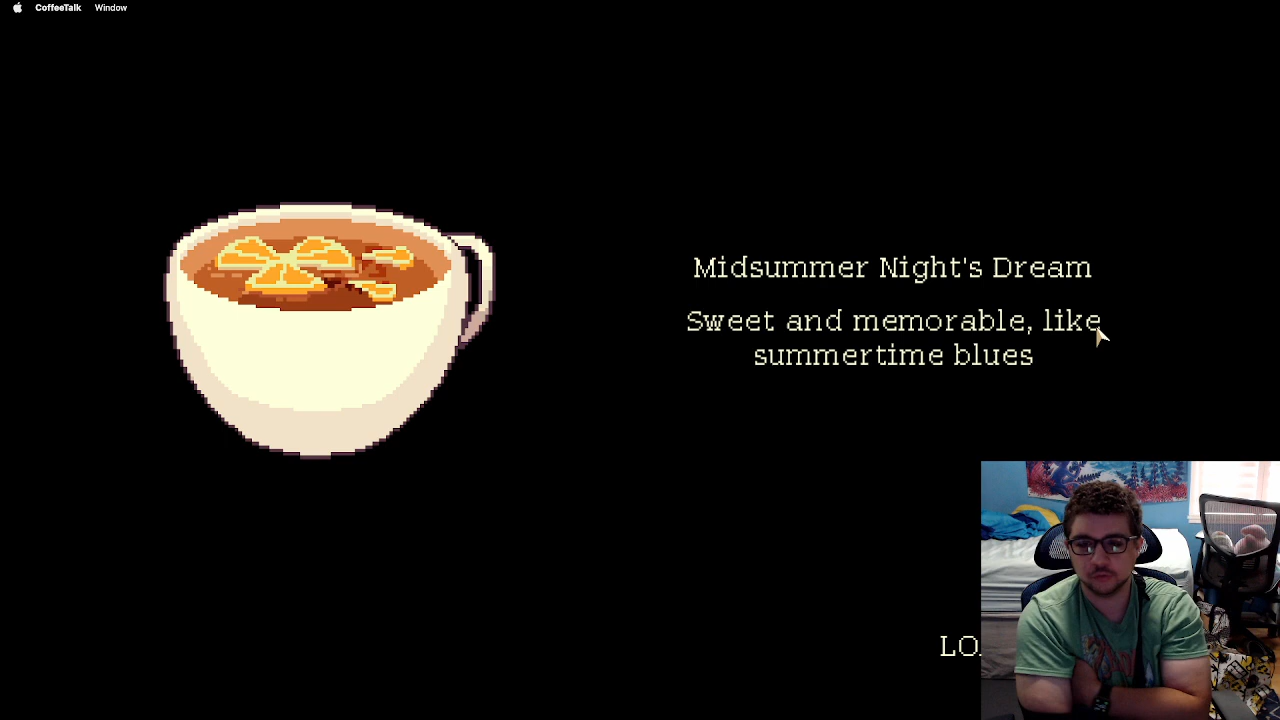 CoffeeTalk Window
Midsummer Night's Dream
Sweet and memorable, like
summertime blues